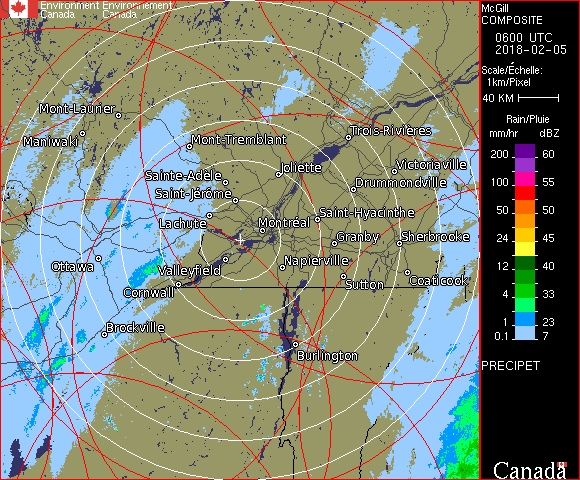 Environment Environnement
Canada Canada
McGill
COMPOSITE
0600 UTC
2018-02-05
Scale/Échelle:
1km/Pixel
40 KM
Rain/Pluie
mm/hr dBZ
200 60
100 55
50 50
24 45
12 40
4 33
1 23
0.1 7
PRECIPET
Canada
Mont-Laurier
Maniwaki
Mont-Tremblant
Trois-Rivières
Joliette
Victoriaville
Sainte-Adèle
Drummondville
Saint-Jérôme
Saint-Hyacinthe
Lachute
Montréal
Granby
Sherbrooke
Ottawa
Valleyfield
Napierville
Sutton
Coaticook
Cornwall
Brockville
Burlington